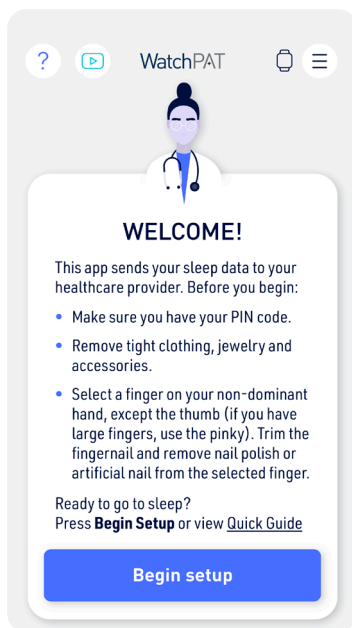 ?
WatchPAT
WELCOME!
This app sends your sleep data to your
healthcare provider. Before you begin:
• Make sure you have your PIN code.
• Remove tight clothing, jewelry and
accessories.
• Select a finger on your non-dominant
hand, except the thumb (if you have
large fingers, use the pinky). Trim the
fingernail and remove nail polish or
artificial nail from the selected finger.
Ready to go to sleep?
Press Begin Setup or view Quick Guide
Begin setup